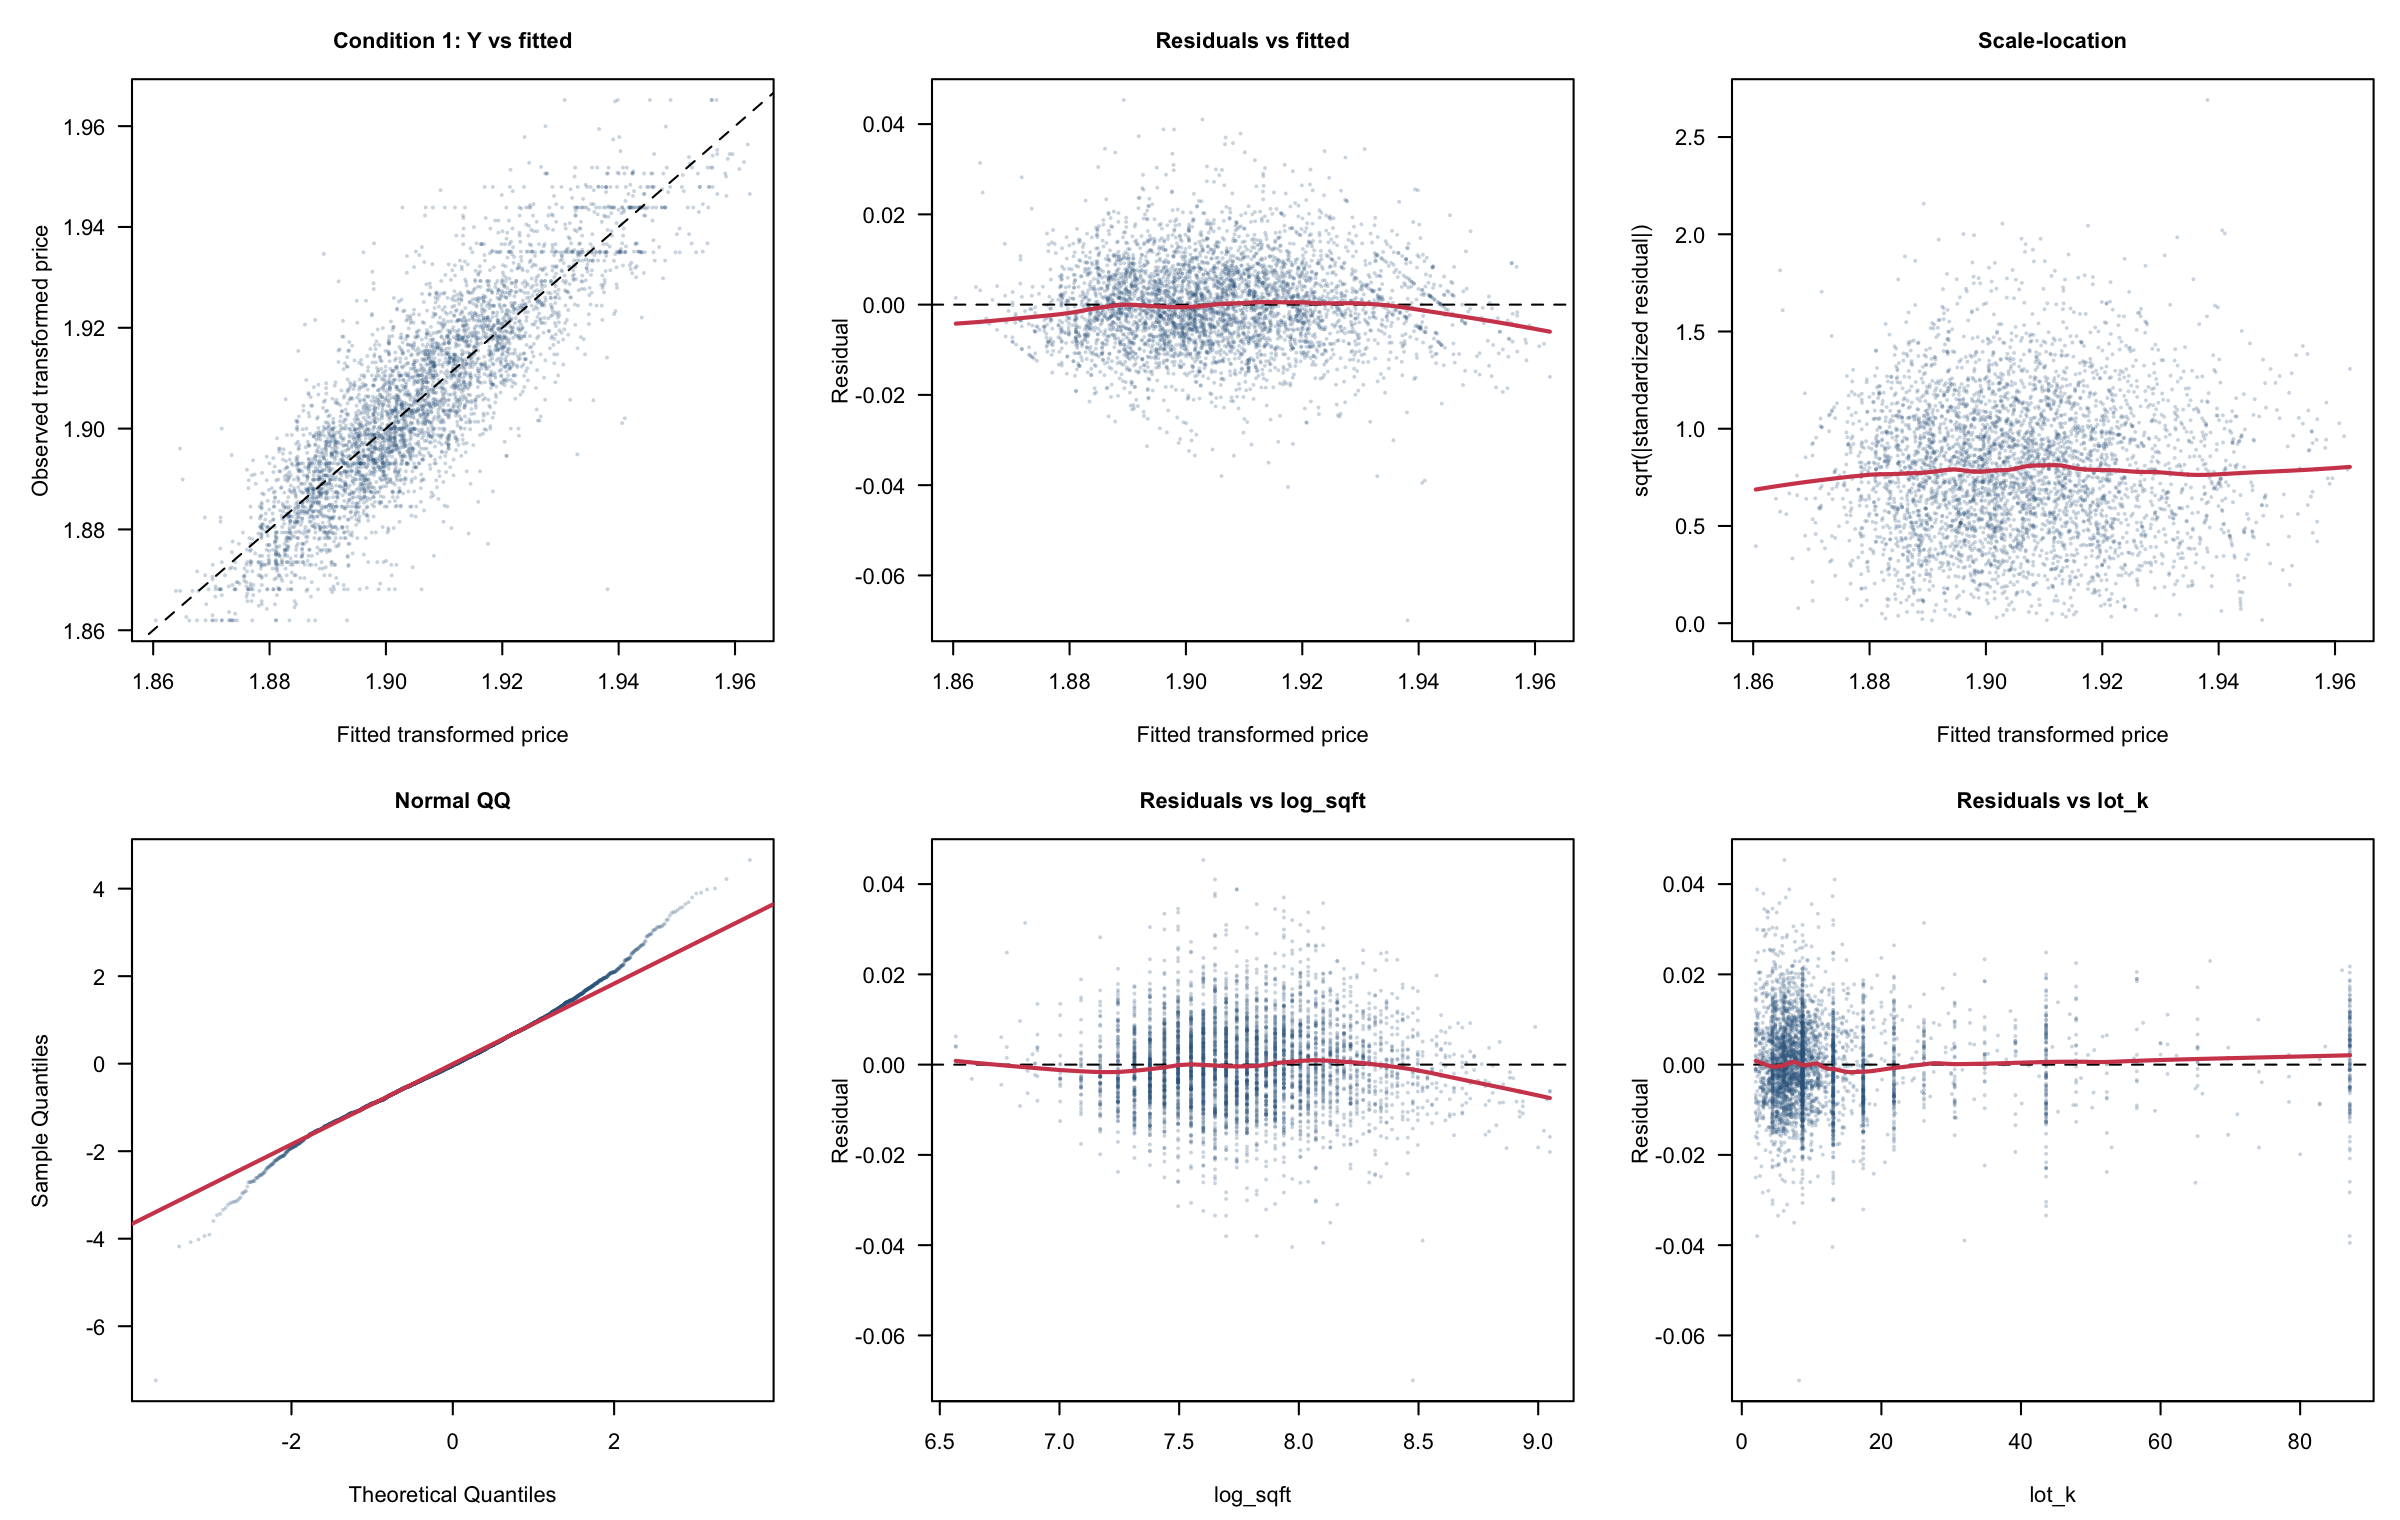 Condition 1: Y vs fitted
Observed transformed price
1.96
1.94
1.92
1.90
1.88
1.86
1.86 1.88 1.90 1.92 1.94 1.96
Fitted transformed price
Residuals vs fitted
Residual
0.04
0.02
0.00
-0.02
-0.04
-0.06
1.86 1.88 1.90 1.92 1.94 1.96
Fitted transformed price
Scale-location
sqrt(|standardized residual|)
2.5
2.0
1.5
1.0
0.5
0.0
1.86 1.88 1.90 1.92 1.94 1.96
Fitted transformed price
Normal QQ
Sample Quantiles
4
2
0
-2
-4
-6
-2 0 2
Theoretical Quantiles
Residuals vs log_sqft
Residual
0.04
0.02
0.00
-0.02
-0.04
-0.06
6.5 7.0 7.5 8.0 8.5 9.0
log_sqft
Residuals vs lot_k
Residual
0.04
0.02
0.00
-0.02
-0.04
-0.06
0 20 40 60 80
lot_k